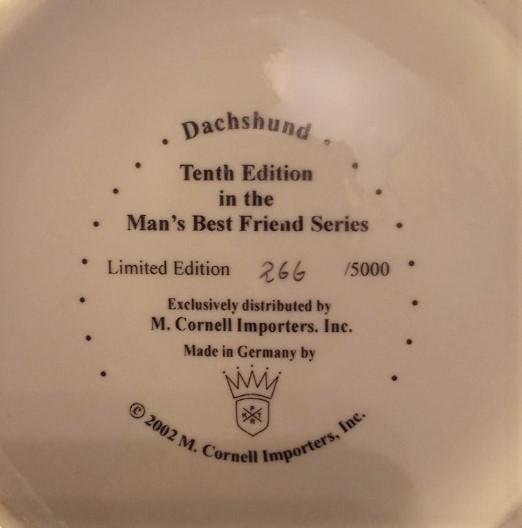 Dachshund
Tenth Edition
in the
Man's Best Friend Series
Limited Edition 266 /5000
Exclusively distributed by
M. Cornell Importers. Inc.
Made in Germany by
© 2002 M. Cornell Importers, Inc.